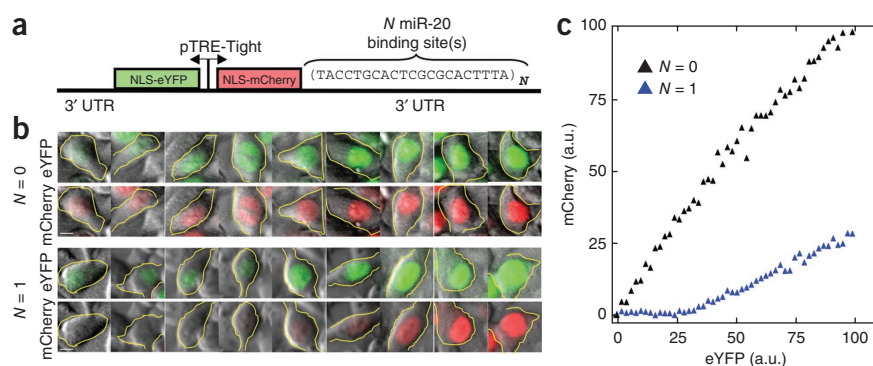 a
N miR-20
binding site(s)
pTRE-Tight
NLS-eYFP
NLS-mCherry
(TACCTGCACTCGCGCACTTTA)N
3′ UTR
3′ UTR
b
N = 0
eYFP
mCherry
N = 1
eYFP
mCherry
c
100
75
50
25
0
mCherry (a.u.)
N = 0
N = 1
0
25
50
75
100
eYFP (a.u.)